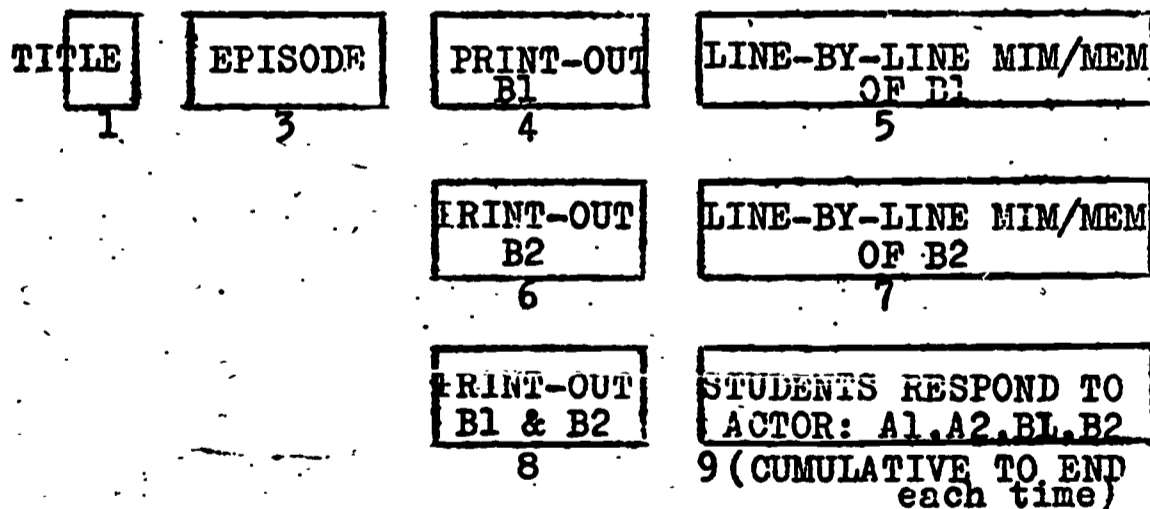 TITLE EPISODE PRINT-OUT LINE-BY-LINE MIM/MEM
B1 OF B1
1 3 4 5
PRINT-OUT LINE-BY-LINE MIM/MEM
B2 OF B2
6 7
PRINT-OUT STUDENTS RESPOND TO
B1 & B2 ACTOR: A1,A2,B1,B2
8 9 (CUMULATIVE TO END
each time)